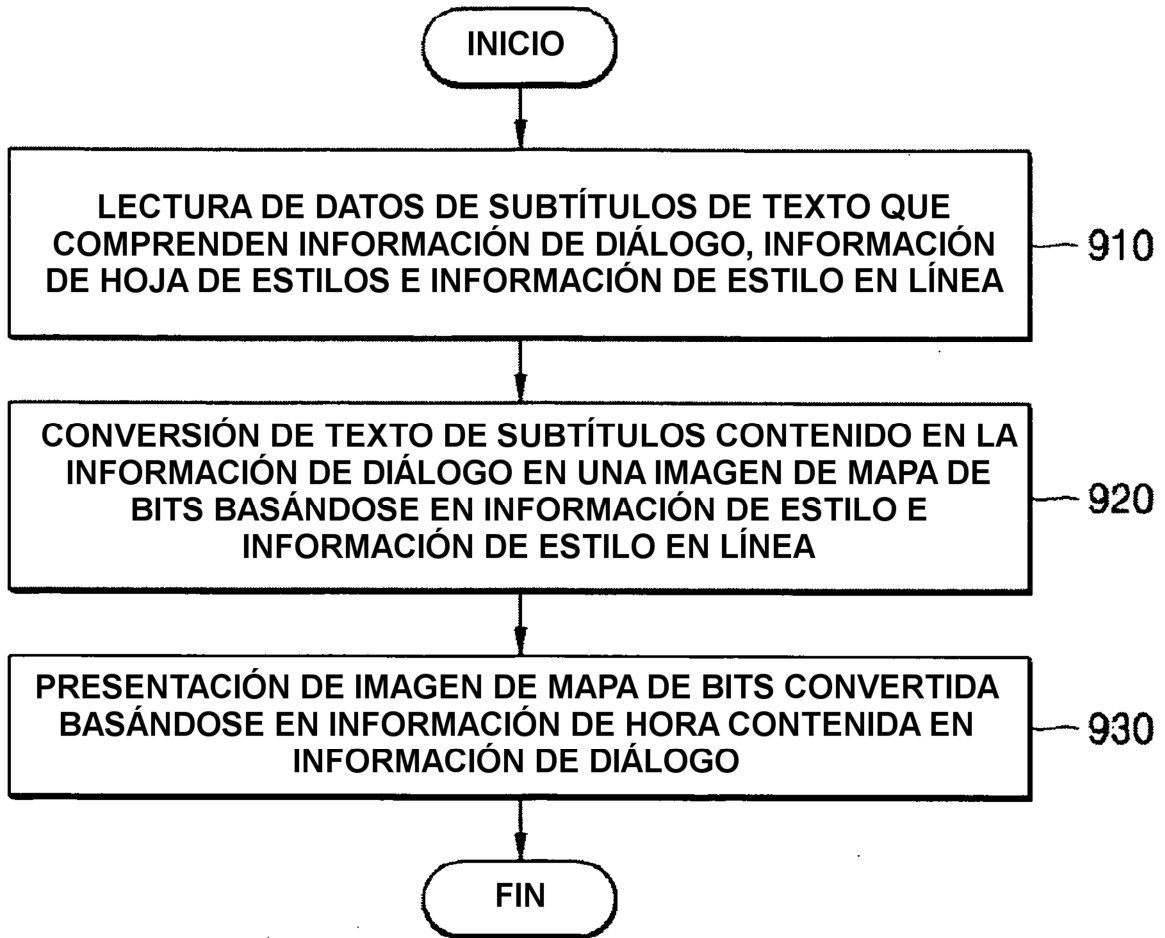 INICIO
LECTURA DE DATOS DE SUBTÍTULOS DE TEXTO QUE
COMPRENDEN INFORMACIÓN DE DIÁLOGO, INFORMACIÓN
DE HOJA DE ESTILOS E INFORMACIÓN DE ESTILO EN LÍNEA
910
CONVERSIÓN DE TEXTO DE SUBTÍTULOS CONTENIDO EN LA
INFORMACIÓN DE DIÁLOGO EN UNA IMAGEN DE MAPA DE
BITS BASÁNDOSE EN INFORMACIÓN DE ESTILO E
INFORMACIÓN DE ESTILO EN LÍNEA
920
PRESENTACIÓN DE IMAGEN DE MAPA DE BITS CONVERTIDA
BASÁNDOSE EN INFORMACIÓN DE HORA CONTENIDA EN
INFORMACIÓN DE DIÁLOGO
930
FIN